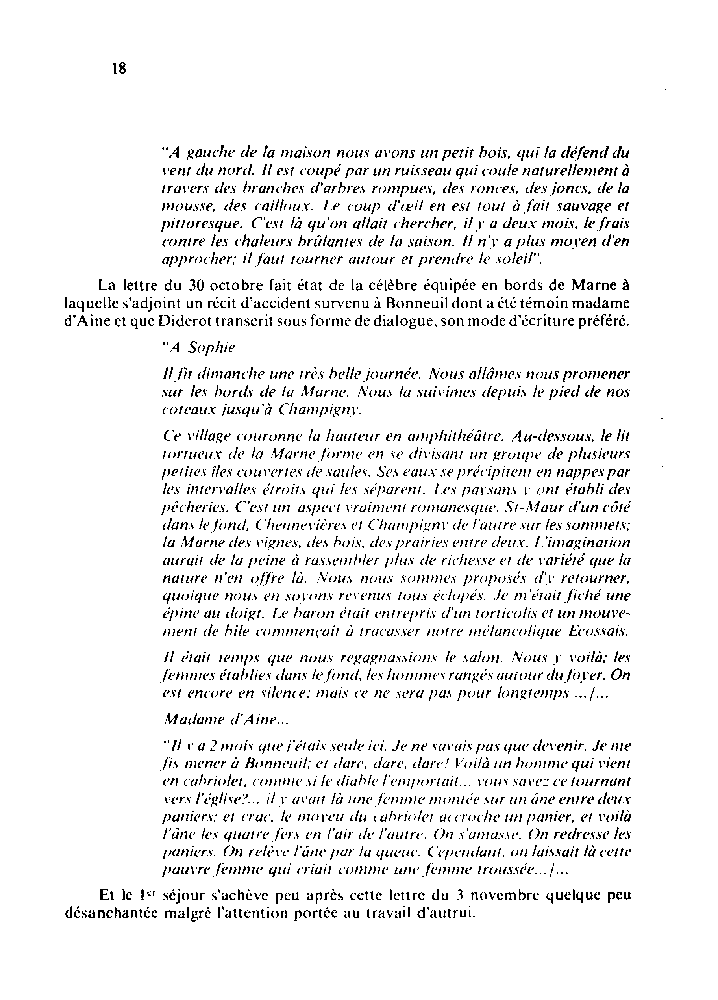 18
"A gauche de la maison nous avons un petit bois, qui la défend du
vent du nord. Il est coupé par un ruisseau qui coule naturellement à
travers des branches d'arbres rompues, des ronces, des joncs, de la
mousse, des cailloux. Le coup d'œil en est tout à fait sauvage et
pittoresque. C'est là qu'on allait chercher, il y a deux mois, le frais
contre les chaleurs brûlantes de la saison. Il n'y a plus moyen d'en
approcher; il faut tourner autour et prendre le soleil".
La lettre du 30 octobre fait état de la célèbre équipée en bords de Marne à
laquelle s'adjoint un récit d'accident survenu à Bonneuil dont a été témoin madame
d'Aine et que Diderot transcrit sous forme de dialogue, son mode d'écriture préféré.
"A Sophie
Il fit dimanche une très belle journée. Nous allâmes nous promener
sur les bords de la Marne. Nous la suivîmes depuis le pied de nos
coteaux jusqu'à Champigny.
Ce village couronne la hauteur en amphithéâtre. Au-dessous, le lit
tortueux de la Marne forme en se divisant un groupe de plusieurs
petites îles couvertes de saules. Ses eaux se précipitent en nappes par
les intervalles étroits qui les séparent. Les paysans y ont établi des
pêcheries. C'est un aspect vraiment romanesque. St-Maur d'un côté
dans le fond, Chennevières et Champigny de l'autre sur les sommets;
la Marne des vignes, des bois, des prairies entre deux. L'imagination
aurait de la peine à rassembler plus de richesse et de variété que la
nature n'en offre là. Nous nous sommes proposés d'y retourner,
quoique nous en soyons revenus tous éclopés. Je m'était fiché une
épine au doigt. Le baron était entrepris d'un torticolis et un mouve-
ment de bile commençait à tracasser notre mélancolique Ecossais.
Il était temps que nous regagnassions le salon. Nous y voilà; les
femmes établies dans le fond, les hommes rangés autour du foyer. On
est encore en silence; mais ce ne sera pas pour longtemps .../...
Madame d'Aine...
"Il y a 2 mois que j'étais seule ici. Je ne savais pas que devenir. Je me
fis mener à Bonneuil; et dare, dare, dare! Voilà un homme qui vient
en cabriolet, comme si le diable l'emportait... vous savez ce tournant
vers l'église?... il y avait là une femme montée sur un âne entre deux
paniers; et crac, le moyeu du cabriolet accroche un panier, et voilà
l'âne les quatre fers en l'air de l'autre. On s'amasse. On redresse les
paniers. On relève l'âne par la queue. Cependant, on laissait là cette
pauvre femme qui criait comme une femme troussée.../...
Et le 1er séjour s'achève peu après cette lettre du 3 novembre quelque peu
désanchantée malgré l'attention portée au travail d'autrui.